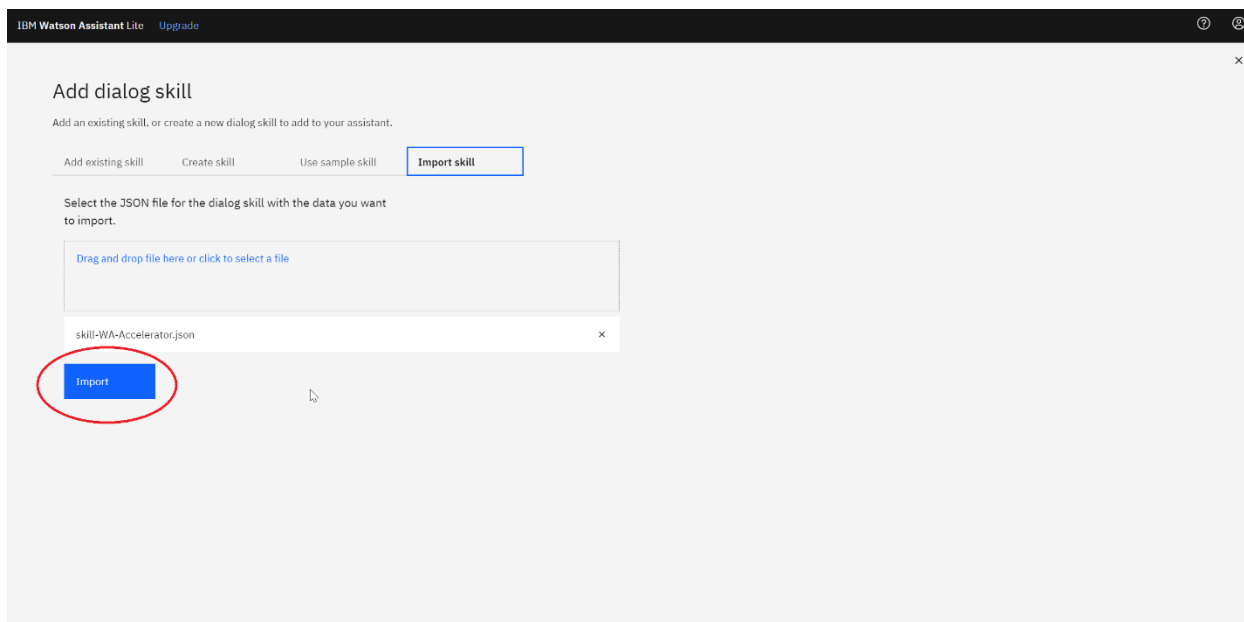 IBM Watson Assistant Lite Upgrade
Add dialog skill
Add an existing skill, or create a new dialog skill to add to your assistant.
Add existing skill Create skill Use sample skill Import skill
Select the JSON file for the dialog skill with the data you want
to import.
Drag and drop file here or click to select a file
skill-WA-Accelerator.json
Import